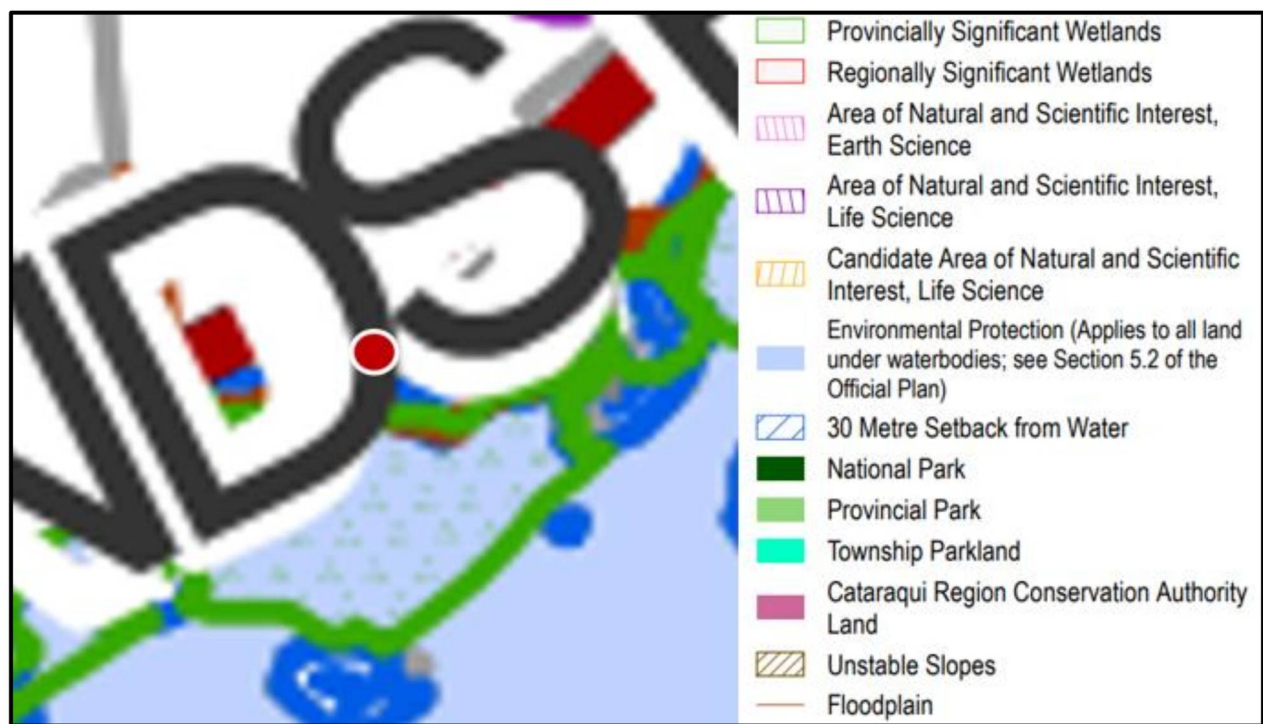 NDS
Provincially Significant Wetlands
Regionally Significant Wetlands
Area of Natural and Scientific Interest,
Earth Science
Area of Natural and Scientific Interest,
Life Science
Candidate Area of Natural and Scientific
Interest, Life Science
Environmental Protection (Applies to all land
under waterbodies; see Section 5.2 of the
Official Plan)
30 Metre Setback from Water
National Park
Provincial Park
Township Parkland
Cataraqui Region Conservation Authority
Land
Unstable Slopes
Floodplain